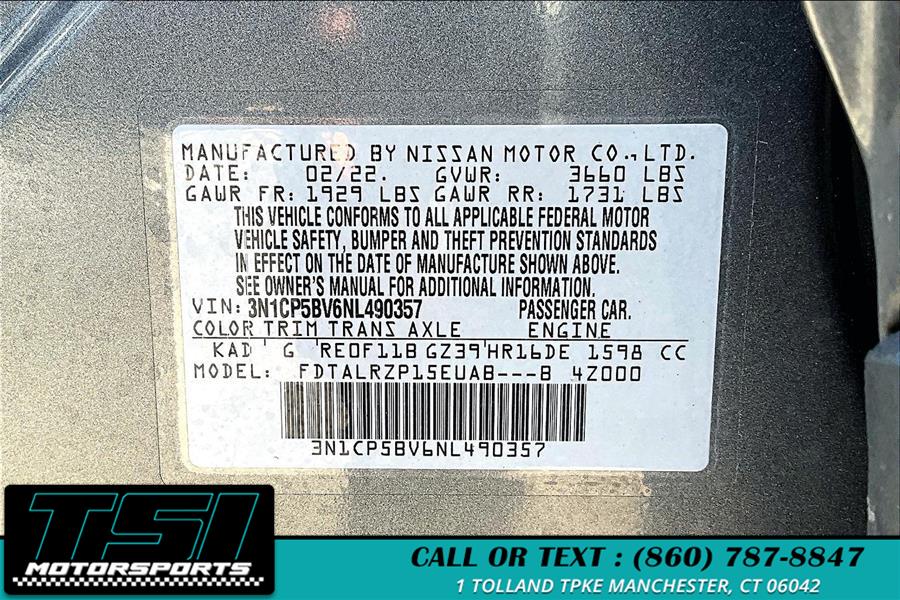 MANUFACTURED BY NISSAN MOTOR CO., LTD.
DATE: 02/22. GVWR: 3660 LBS
GAWR FR: 1929 LBS GAWR RR: 1731 LBS
THIS VEHICLE CONFORMS TO ALL APPLICABLE FEDERAL MOTOR
VEHICLE SAFETY, BUMPER AND THEFT PREVENTION STANDARDS
IN EFFECT ON THE DATE OF MANUFACTURE SHOWN ABOVE.
SEE OWNER'S MANUAL FOR ADDITIONAL INFORMATION.
VIN: 3N1CP5BV6NL490357 PASSENGER CAR.
COLOR TRIM TRANS AXLE ENGINE
KAD G RE0F11B GZ39 HR16DE 1598 CC
MODEL: FDTALRZP15EUAB---B 4Z000
3N1CP5BV6NL490357
TSI
MOTORSPORTS
CALL OR TEXT : (860) 787-8847
1 TOLLAND TPKE MANCHESTER, CT 06042